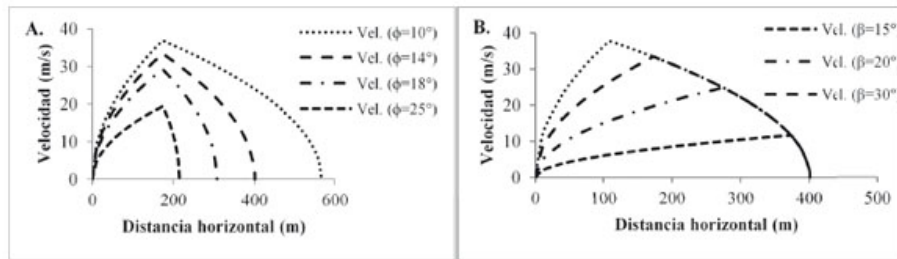 A.
Velocidad (m/s)
40
30
20
10
0
0 200 400 600
Distancia horizontal (m)
Vel. (ϕ=10°)
Vel. (ϕ=14°)
Vel. (ϕ=18°)
Vel. (ϕ=25°)
B.
Velocidad (m/s)
40
30
20
10
0
0 100 200 300 400 500
Distancia horizontal (m)
Vel. (β=15°)
Vel. (β=20°)
Vel. (β=30°)